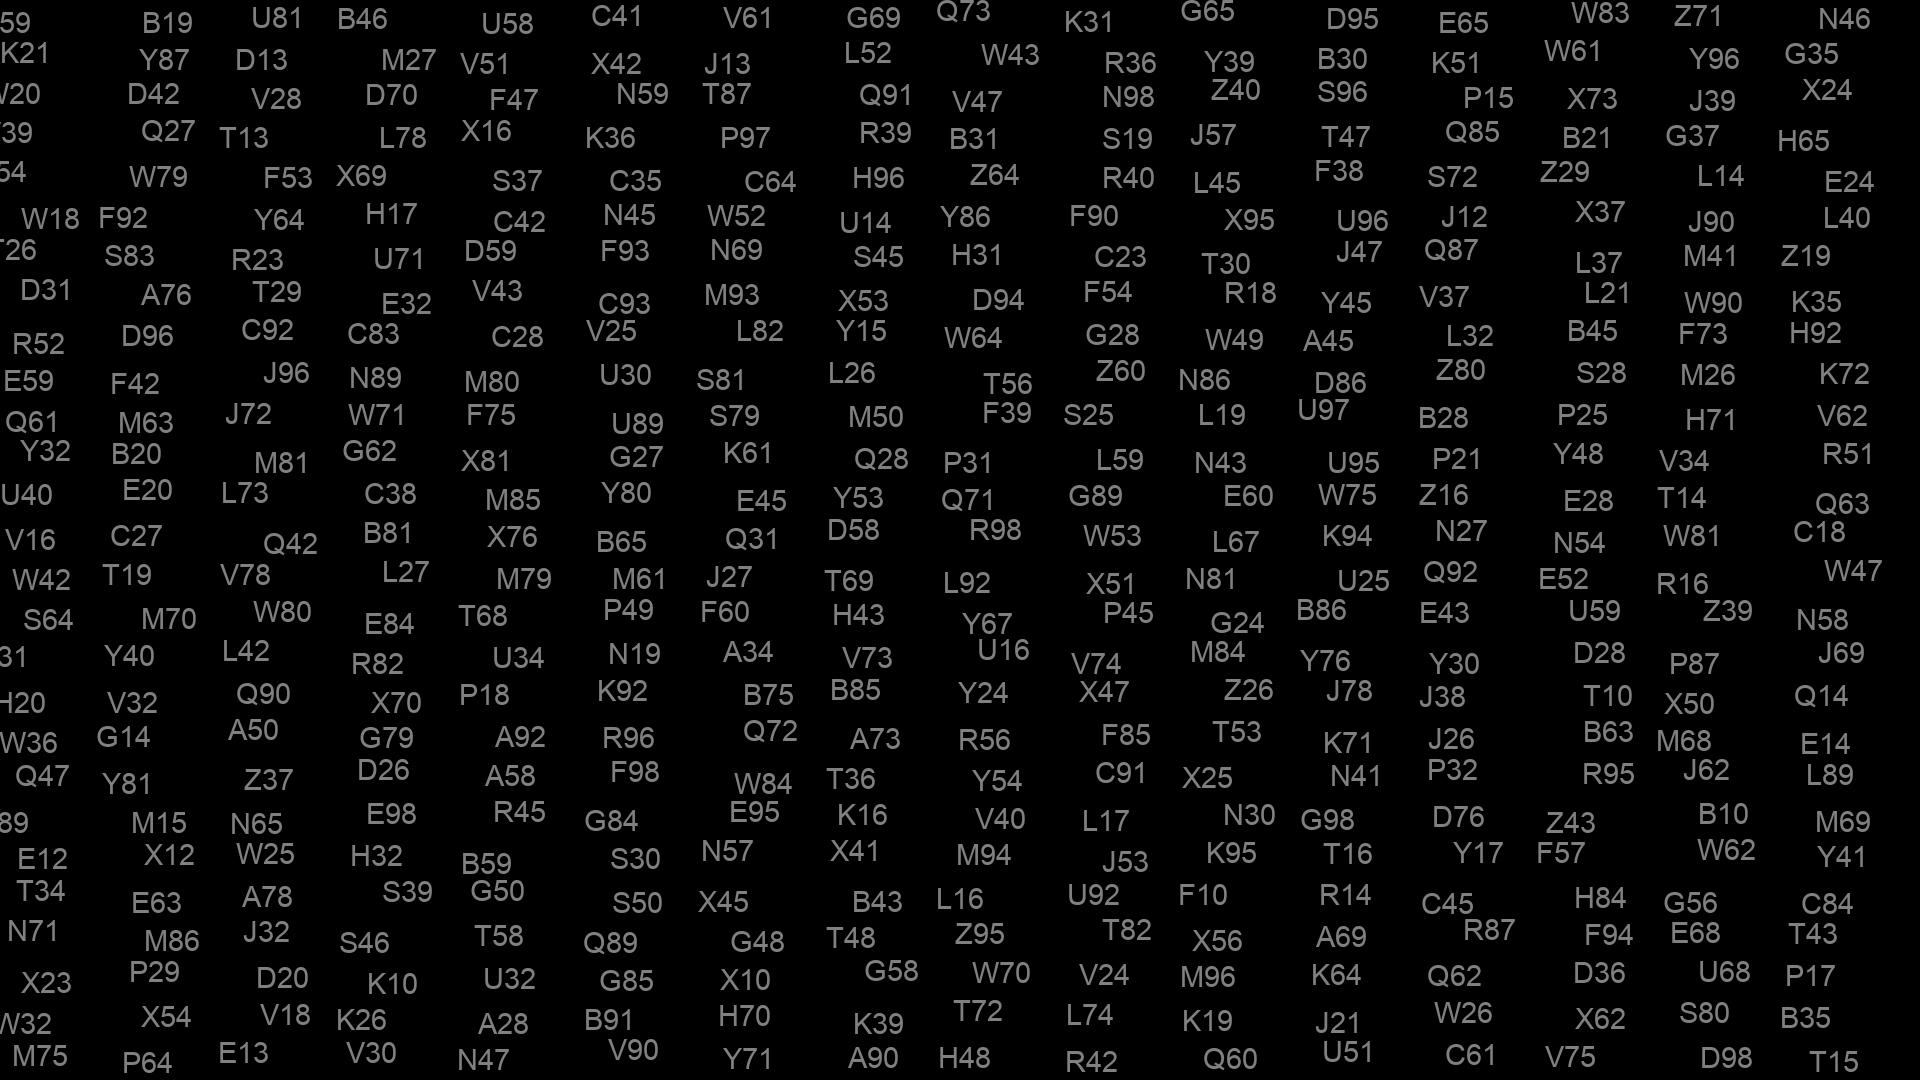 59 B19 U81 B46 U58 C41 V61 G69 Q73 K31 G65 D95 E65 W83 Z71 N46
K21 Y87 D13 M27 V51 X42 J13 L52 W43 R36 Y39 B30 K51 W61 Y96 G35
W20 D42 V28 D70 F47 N59 T87 Q91 V47 N98 Z40 S96 P15 X73 J39 X24
39 Q27 T13 L78 X16 K36 P97 R39 B31 S19 J57 T47 Q85 B21 G37 H65
54 W79 F53 X69 S37 C35 C64 H96 Z64 R40 L45 F38 S72 Z29 L14 E24
W18 F92 Y64 H17 C42 N45 W52 U14 Y86 F90 X95 U96 J12 X37 J90 L40
26 S83 R23 U71 D59 F93 N69 S45 H31 C23 T30 J47 Q87 L37 M41 Z19
D31 A76 T29 E32 V43 C93 M93 X53 D94 F54 R18 Y45 V37 L21 W90 K35
R52 D96 C92 C83 C28 V25 L82 Y15 W64 G28 W49 A45 L32 B45 F73 H92
E59 F42 J96 N89 M80 U30 S81 L26 T56 Z60 N86 D86 Z80 S28 M26 K72
Q61 M63 J72 W71 F75 U89 S79 M50 F39 S25 L19 U97 B28 P25 H71 V62
Y32 B20 M81 G62 X81 G27 K61 Q28 P31 L59 N43 U95 P21 Y48 V34 R51
U40 E20 L73 C38 M85 Y80 E45 Y53 Q71 G89 E60 W75 Z16 E28 T14 Q63
V16 C27 Q42 B81 X76 B65 Q31 D58 R98 W53 L67 K94 N27 N54 W81 C18
W42 T19 V78 L27 M79 M61 J27 T69 L92 X51 N81 U25 Q92 E52 R16 W47
S64 M70 W80 E84 T68 P49 F60 H43 Y67 P45 G24 B86 E43 U59 Z39 N58
31 Y40 L42 R82 U34 N19 A34 V73 U16 V74 M84 Y76 Y30 D28 P87 J69
H20 V32 Q90 X70 P18 K92 B75 B85 Y24 X47 Z26 J78 J38 T10 X50 Q14
W36 G14 A50 G79 A92 R96 Q72 A73 R56 F85 T53 K71 J26 B63 M68 E14
Q47 Y81 Z37 D26 A58 F98 W84 T36 Y54 C91 X25 N41 P32 R95 J62 L89
89 M15 N65 E98 R45 G84 E95 K16 V40 L17 N30 G98 D76 Z43 B10 M69
E12 X12 W25 H32 B59 S30 N57 X41 M94 J53 K95 T16 Y17 F57 W62 Y41
T34 E63 A78 S39 G50 S50 X45 B43 L16 U92 F10 R14 C45 H84 G56 C84
N71 M86 J32 S46 T58 Q89 G48 T48 Z95 T82 X56 A69 R87 F94 E68 T43
X23 P29 D20 K10 U32 G85 X10 G58 W70 V24 M96 K64 Q62 D36 U68 P17
W32 X54 V18 K26 A28 B91 H70 K39 T72 L74 K19 J21 W26 X62 S80 B35
M75 P64 E13 V30 N47 V90 Y71 A90 H48 R42 Q60 U51 C61 V75 D98 T15